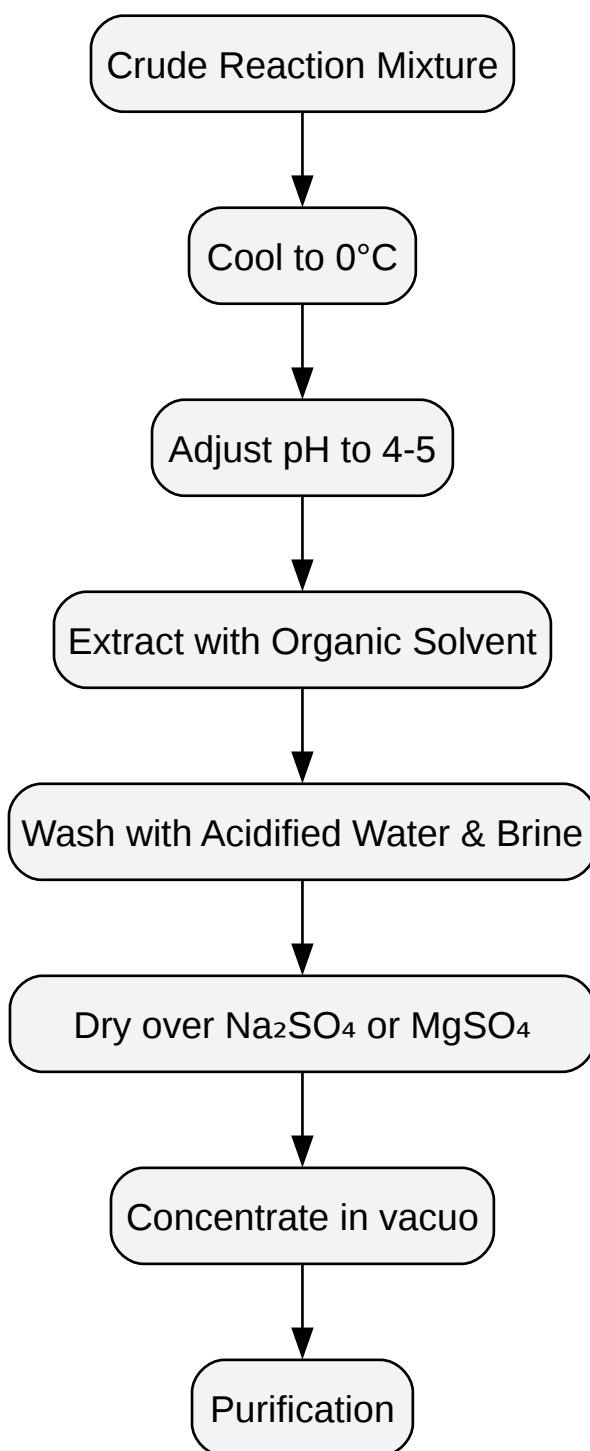 Crude Reaction Mixture
Cool to 0°C
Adjust pH to 4-5
Extract with Organic Solvent
Wash with Acidified Water & Brine
Dry over Na₂SO₄ or MgSO₄
Concentrate in vacuo
Purification